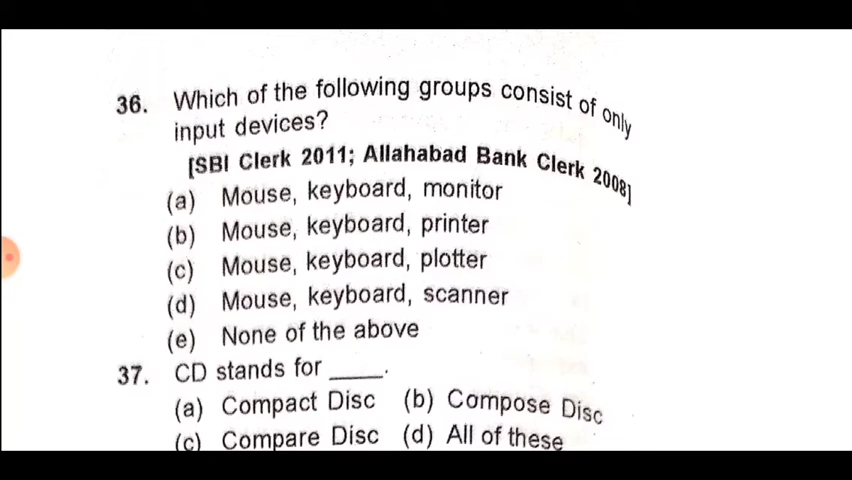 36. Which of the following groups consist of only
input devices?
[SBI Clerk 2011; Allahabad Bank Clerk 2008]
(a) Mouse, keyboard, monitor
(b) Mouse, keyboard, printer
(c) Mouse, keyboard, plotter
(d) Mouse, keyboard, scanner
(e) None of the above
37. CD stands for ____.
(a) Compact Disc (b) Compose Disc
(c) Compare Disc (d) All of these